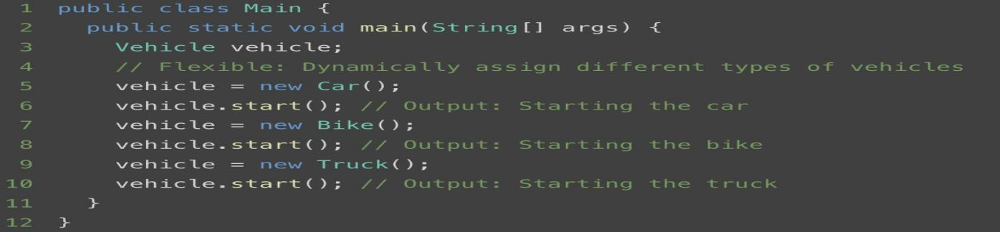 1 public class Main {
2 public static void main(String[] args) {
3 Vehicle vehicle;
4 // Flexible: Dynamically assign different types of vehicles
5 vehicle = new Car();
6 vehicle.start(); // Output: Starting the car
7 vehicle = new Bike();
8 vehicle.start(); // Output: Starting the bike
9 vehicle = new Truck();
10 vehicle.start(); // Output: Starting the truck
11 }
12 }